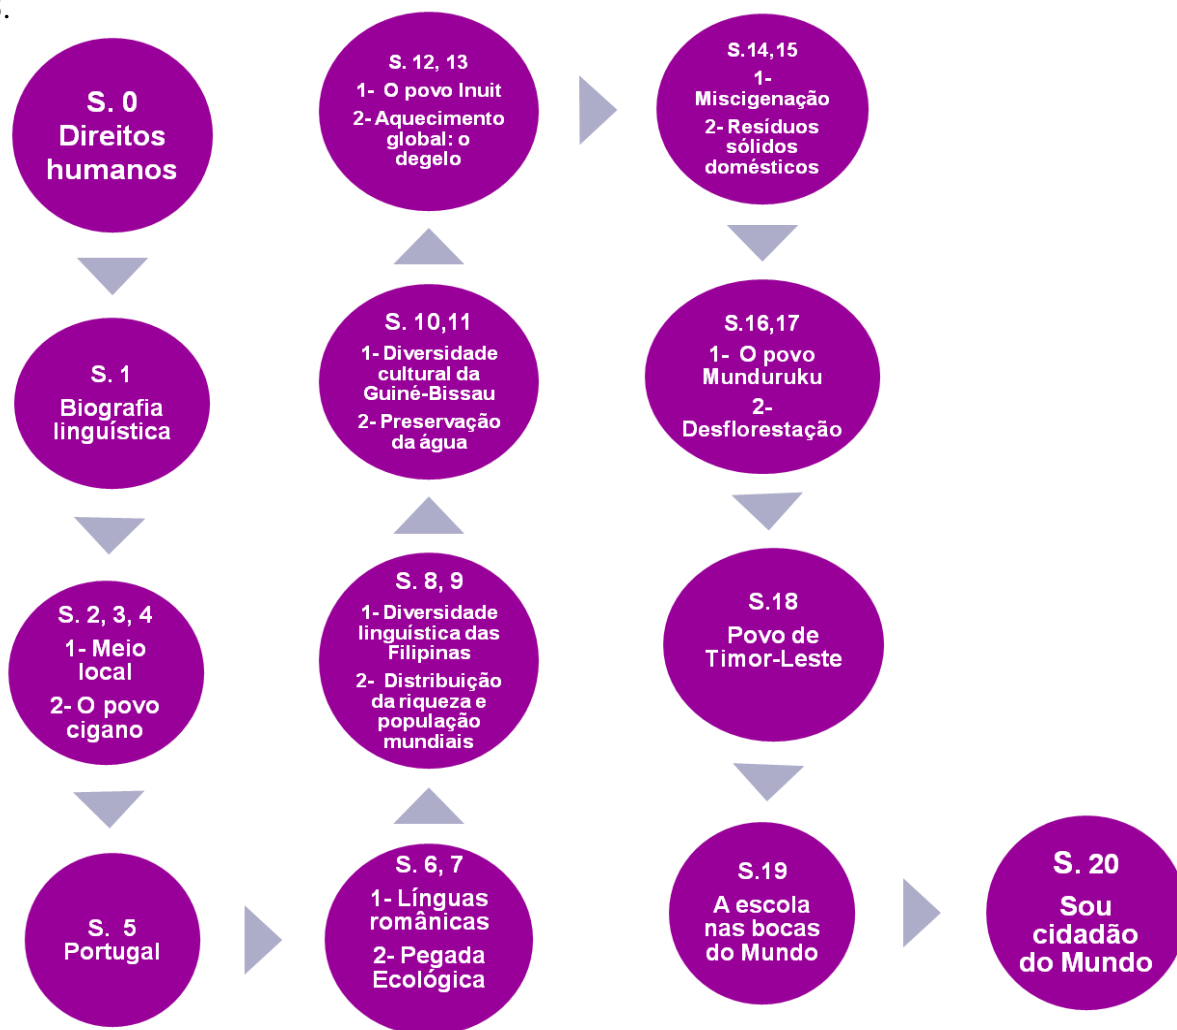 S. 0
Direitos
humanos
S. 1
Biografia
linguística
S. 2, 3, 4
1- Meio
local
2- O povo
cigano
S. 5
Portugal
S. 6, 7
1- Línguas
românicas
2- Pegada
Ecológica
S. 8, 9
1- Diversidade
linguística das
Filipinas
2- Distribuição
da riqueza e
população
mundiais
S. 10,11
1- Diversidade
cultural da
Guiné-Bissau
2- Preservação
da água
S. 12, 13
1- O povo Inuit
2- Aquecimento
global: o
degelo
S.14,15
1-
Miscigenação
2- Resíduos
sólidos
domésticos
S.16,17
1- O povo
Munduruku
2-
Desflorestação
S.18
Povo de
Timor-Leste
S.19
A escola
nas bocas
do Mundo
S. 20
Sou
cidadão
do Mundo